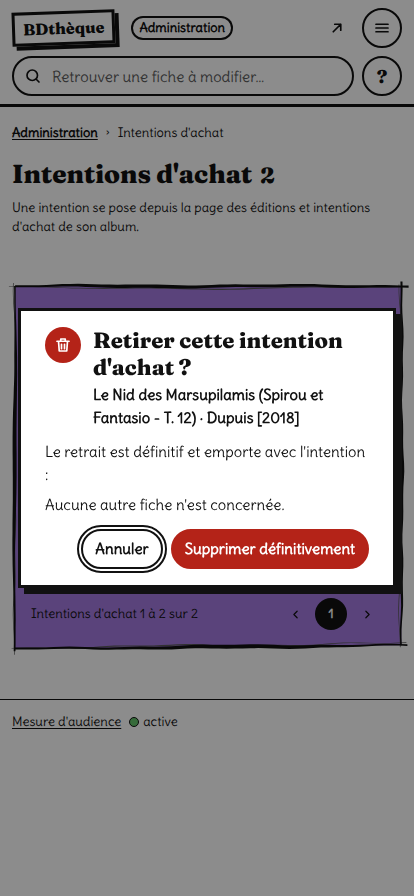 BDthèque
Administration
Retrouver une fiche à modifier...
?
Administration › Intentions d'achat
Intentions d'achat 2
Une intention se pose depuis la page des éditions et intentions
d'achat de son album.
Retirer cette intention
d'achat ?
Le Nid des Marsupilamis (Spirou et
Fantasio - T. 12) · Dupuis [2018]
Le retrait est définitif et emporte avec l'intention
:
Aucune autre fiche n'est concernée.
Annuler
Supprimer définitivement
Intentions d'achat 1 à 2 sur 2
‹ 1 ›
Mesure d'audience active